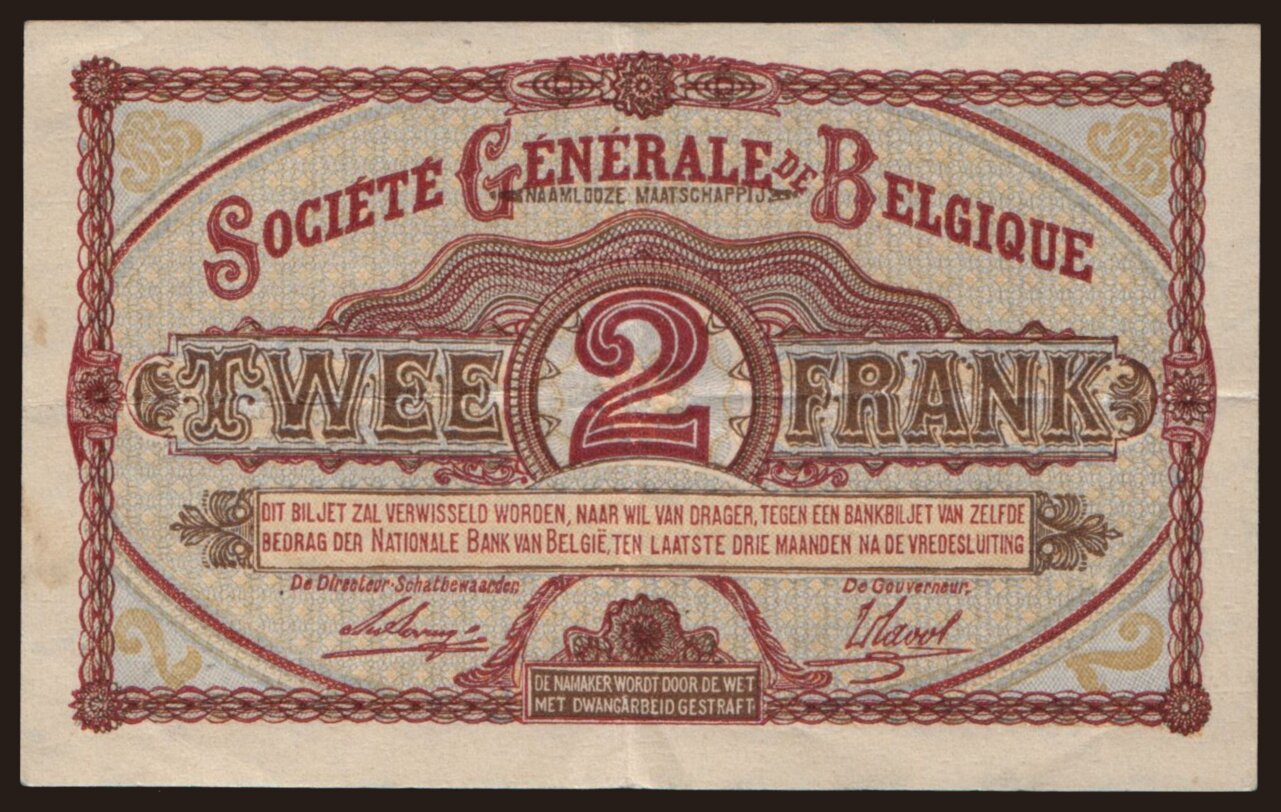 SOCIÉTÉ GÉNÉRALE DE BELGIQUE
NAAMLOOZE MAATSCHAPPIJ
TWEE 2 FRANK
DIT BILJET ZAL VERWISSELD WORDEN, NAAR WIL VAN DRAGER, TEGEN EEN BANKBILJET VAN ZELFDE
BEDRAG DER NATIONALE BANK VAN BELGIË, TEN LAATSTE DRIE MAANDEN NA DE VREDESLUITING
De Directeur-Schatbewaarder, De Gouverneur,
2 2
DE NAMAKER WORDT DOOR DE WET
MET DWANGARBEID GESTRAFT